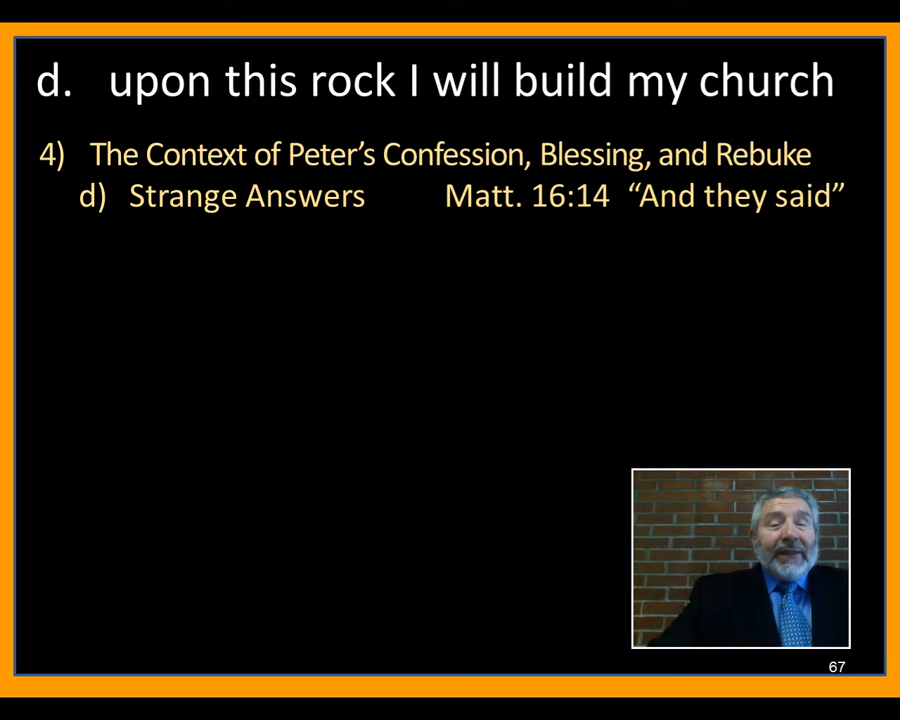 d. upon this rock I will build my church
4) The Context of Peter’s Confession, Blessing, and Rebuke
d) Strange Answers Matt. 16:14 “And they said”
67